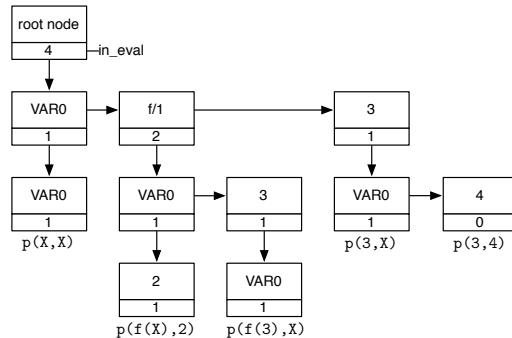 root node
4 in_eval
VAR0 f/1 3
1 2 1
VAR0 VAR0 3 VAR0 4
1 1 1 1 0
p(X,X) p(3,X) p(3,4)
2 VAR0
1 1
p(f(X),2) p(f(3),X)